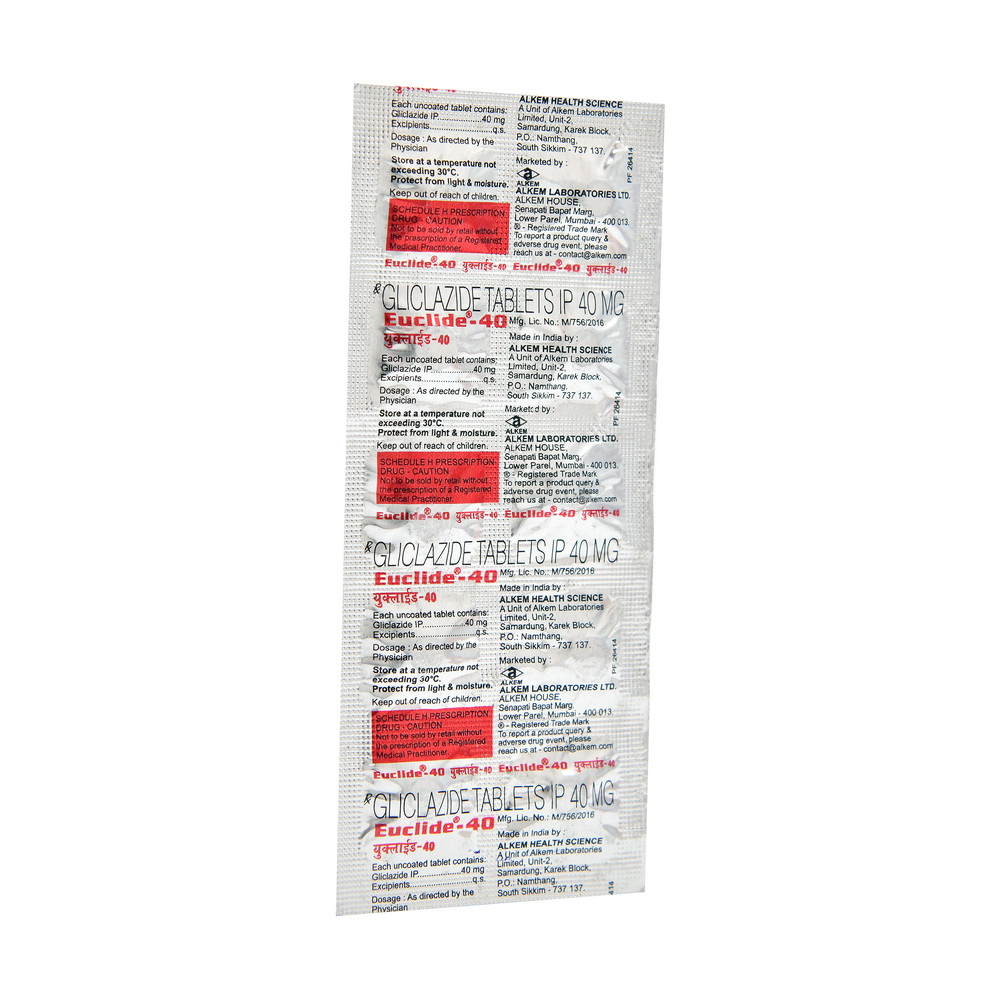 Each uncoated tablet contains:
Gliclazide IP..................40 mg
Excipients.........................q.s.
Dosage : As directed by the
Physician
Store at a temperature not
exceeding 30°C.
Protect from light & moisture.
Keep out of reach of children.
SCHEDULE H PRESCRIPTION
DRUG - CAUTION
Not to be sold by retail without
the prescription of a Registered
Medical Practitioner.
ALKEM HEALTH SCIENCE
A Unit of Alkem Laboratories
Limited, Unit-2,
Samardung, Karek Block,
P.O.: Namthang,
South Sikkim - 737 137.
Marketed by :
ALKEM
ALKEM LABORATORIES LTD.
ALKEM HOUSE,
Senapati Bapat Marg,
Lower Parel, Mumbai - 400 013.
® - Registered Trade Mark
To report a product query &
adverse drug event, please
reach us at - contact@alkem.com
PF 26414
Euclide®-40 युक्लाईड-40 Euclide®-40 युक्लाईड-40
℞ GLICLAZIDE TABLETS IP 40 MG
Euclide®-40
युक्लाईड-40
Each uncoated tablet contains:
Gliclazide IP..................40 mg
Excipients.........................q.s.
Dosage : As directed by the
Physician
Store at a temperature not
exceeding 30°C.
Protect from light & moisture.
Keep out of reach of children.
SCHEDULE H PRESCRIPTION
DRUG - CAUTION
Not to be sold by retail without
the prescription of a Registered
Medical Practitioner.
Mfg. Lic. No.: M/756/2016
Made in India by :
ALKEM HEALTH SCIENCE
A Unit of Alkem Laboratories
Limited, Unit-2,
Samardung, Karek Block,
P.O.: Namthang,
South Sikkim - 737 137.
Marketed by :
ALKEM
ALKEM LABORATORIES LTD.
ALKEM HOUSE,
Senapati Bapat Marg,
Lower Parel, Mumbai - 400 013.
® - Registered Trade Mark
To report a product query &
adverse drug event, please
reach us at - contact@alkem.com
PF 26414
Euclide®-40 युक्लाईड-40 Euclide®-40 युक्लाईड-40
℞ GLICLAZIDE TABLETS IP 40 MG
Euclide®-40
युक्लाईड-40
Each uncoated tablet contains:
Gliclazide IP..................40 mg
Excipients.........................q.s.
Dosage : As directed by the
Physician
Store at a temperature not
exceeding 30°C.
Protect from light & moisture.
Keep out of reach of children.
SCHEDULE H PRESCRIPTION
DRUG - CAUTION
Not to be sold by retail without
the prescription of a Registered
Medical Practitioner.
Mfg. Lic. No.: M/756/2016
Made in India by :
ALKEM HEALTH SCIENCE
A Unit of Alkem Laboratories
Limited, Unit-2,
Samardung, Karek Block,
P.O.: Namthang,
South Sikkim - 737 137.
Marketed by :
ALKEM
ALKEM LABORATORIES LTD.
ALKEM HOUSE,
Senapati Bapat Marg,
Lower Parel, Mumbai - 400 013.
® - Registered Trade Mark
To report a product query &
adverse drug event, please
reach us at - contact@alkem.com
PF 26414
Euclide®-40 युक्लाईड-40 Euclide®-40 युक्लाईड-40
℞ GLICLAZIDE TABLETS IP 40 MG
Euclide®-40
युक्लाईड-40
Each uncoated tablet contains:
Gliclazide IP..................40 mg
Excipients.........................q.s.
Dosage : As directed by the
Physician
Mfg. Lic. No.: M/756/2016
Made in India by :
ALKEM HEALTH SCIENCE
A Unit of Alkem Laboratories
Limited, Unit-2,
Samardung, Karek Block,
P.O.: Namthang,
South Sikkim - 737 137.
414